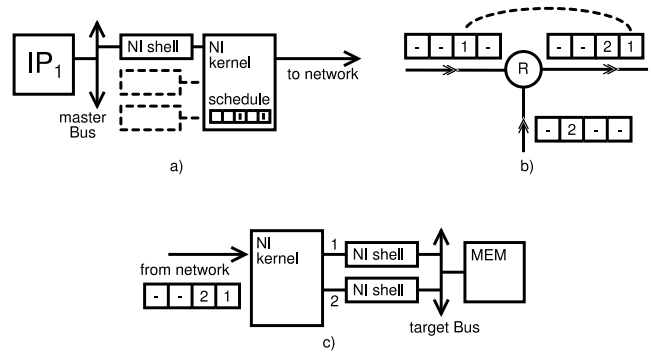 IP1
NI shell
NI
kernel
to network
schedule
master
Bus
a)
- - 1 -
- - 2 1
R
- 2 - -
b)
from network
- - 2 1
NI
kernel
1
NI shell
2
NI shell
MEM
target Bus
c)